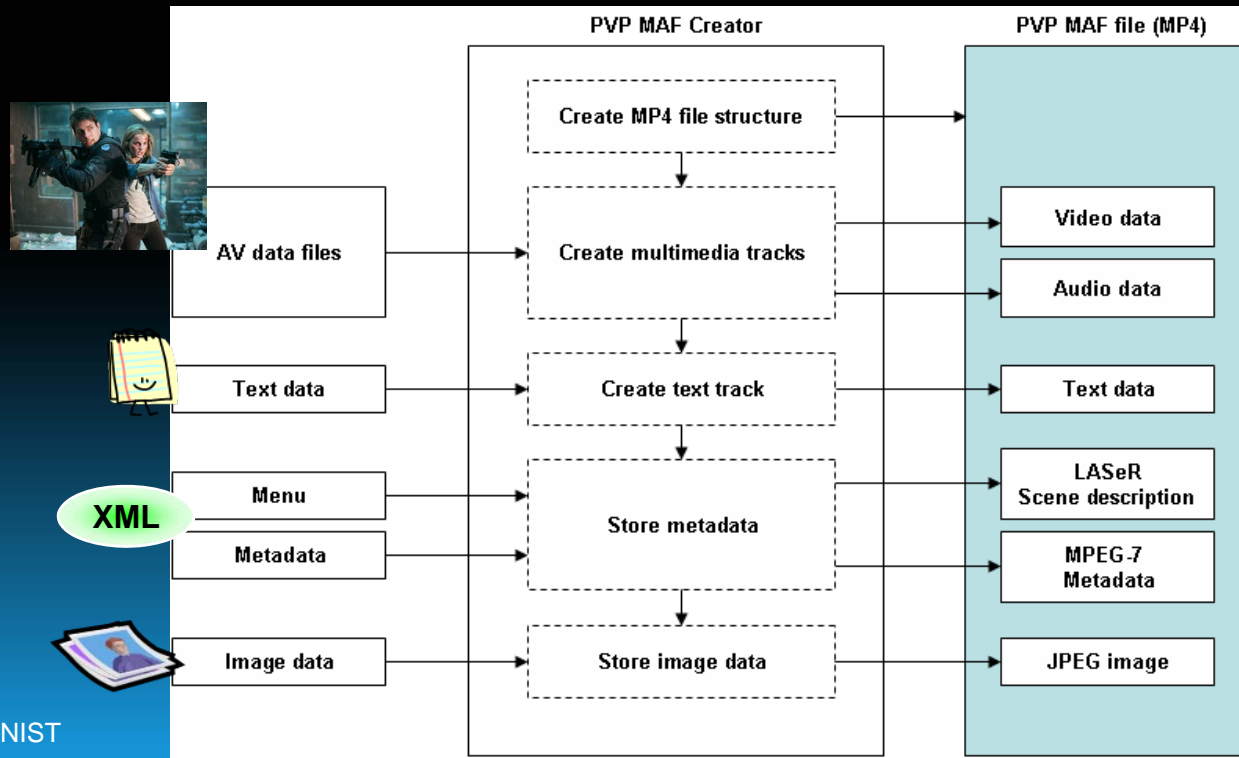 PVP MAF Creator
PVP MAF file (MP4)
Create MP4 file structure
AV data files
Create multimedia tracks
Video data
Audio data
Text data
Create text track
Text data
XML
Menu
Metadata
Store metadata
LASeR
Scene description
MPEG-7
Metadata
Image data
Store image data
JPEG image
NIST